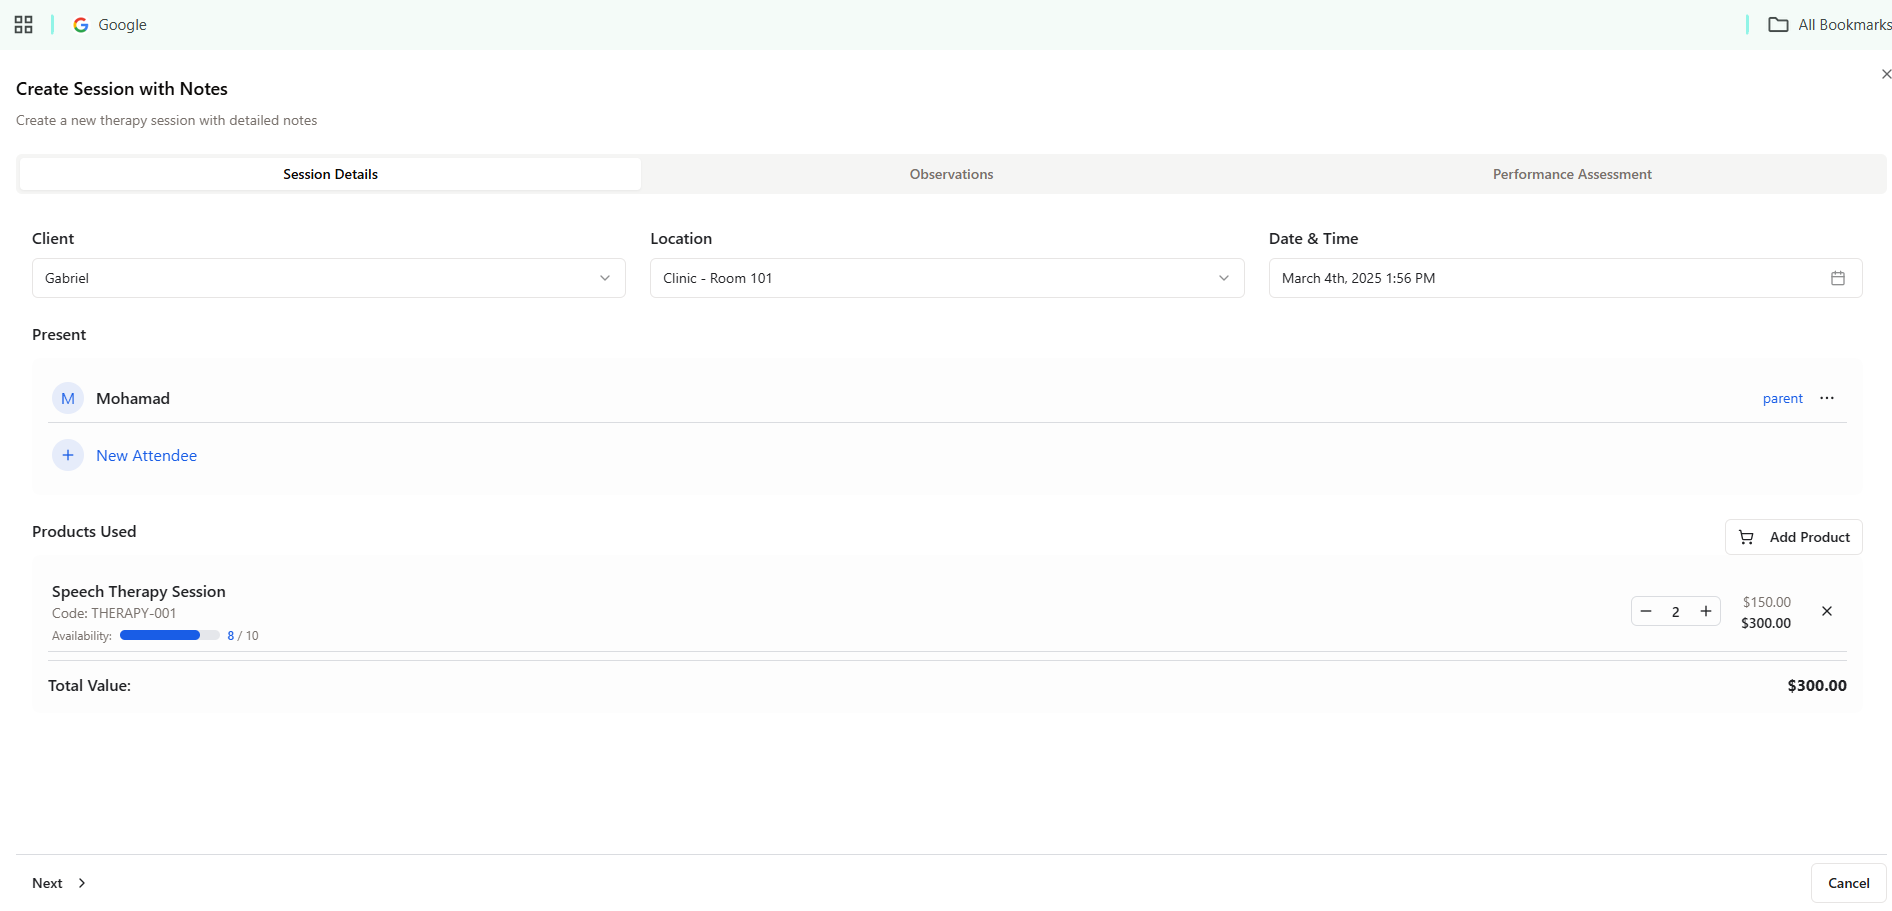 Google
All Bookmarks
Create Session with Notes
Create a new therapy session with detailed notes
Session Details
Observations
Performance Assessment
Client
Location
Date & Time
Gabriel
Clinic - Room 101
March 4th, 2025 1:56 PM
Present
M
Mohamad
parent
New Attendee
Products Used
Add Product
Speech Therapy Session
Code: THERAPY-001
Availability: 8 / 10
2
$150.00
$300.00
Total Value:
$300.00
Next
Cancel